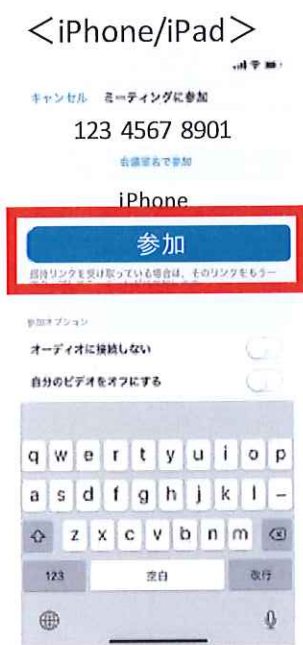 ＜iPhone/iPad＞
キャンセル ミーティングに参加
123 4567 8901
会議室名で参加
iPhone
参加
招待リンクを受け取っている場合は、そのリンクをもう一
参加オプション
オーディオに接続しない
自分のビデオをオフにする
q w e r t y u i o p
a s d f g h j k l ー
z x c v b n m
123 空白 改行